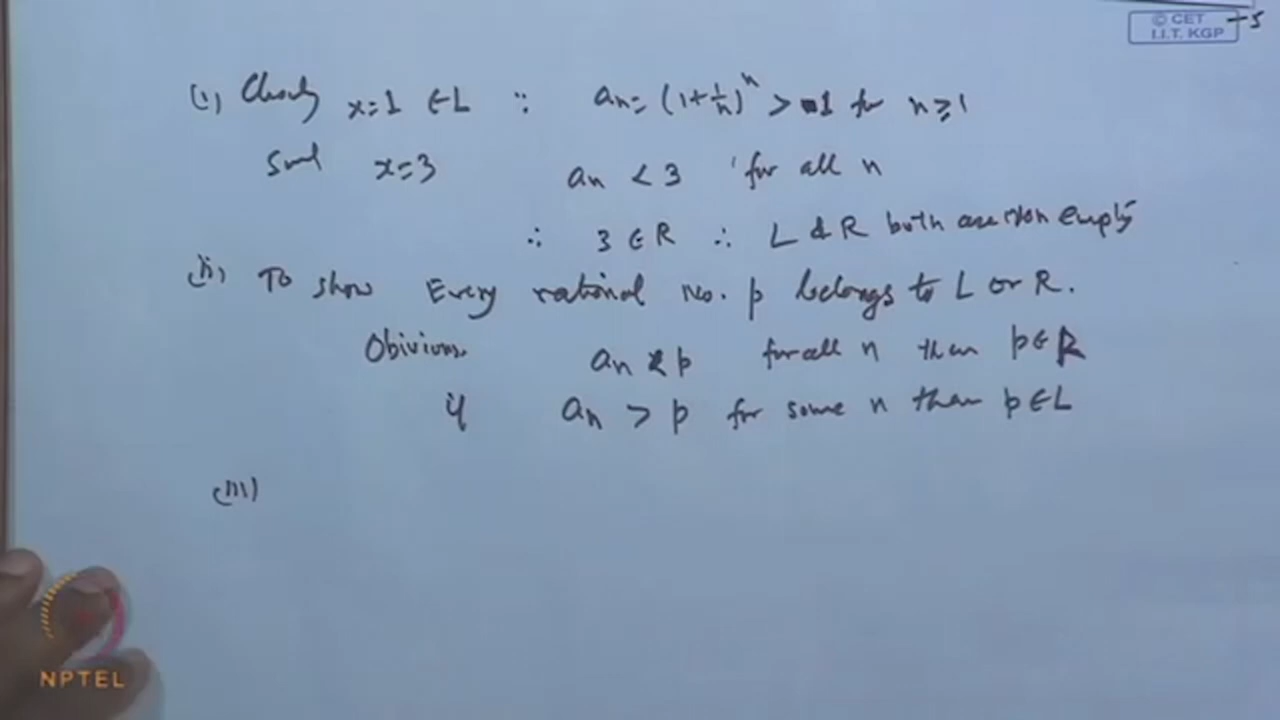 © CET
I.I.T. KGP
-5
(i) Clearly x=1 ∈ L ∵ an = (1+1/n)^n > 1 for n ≥ 1
x=3 an < 3 for all n
∴ 3 ∈ R ∴ L & R both are non empty
(ii) To show Every rational No. p belongs to L or R.
Obivious an < p for all n then p ∈ R
if an > p for some n then p ∈ L
(iii)
NPTEL